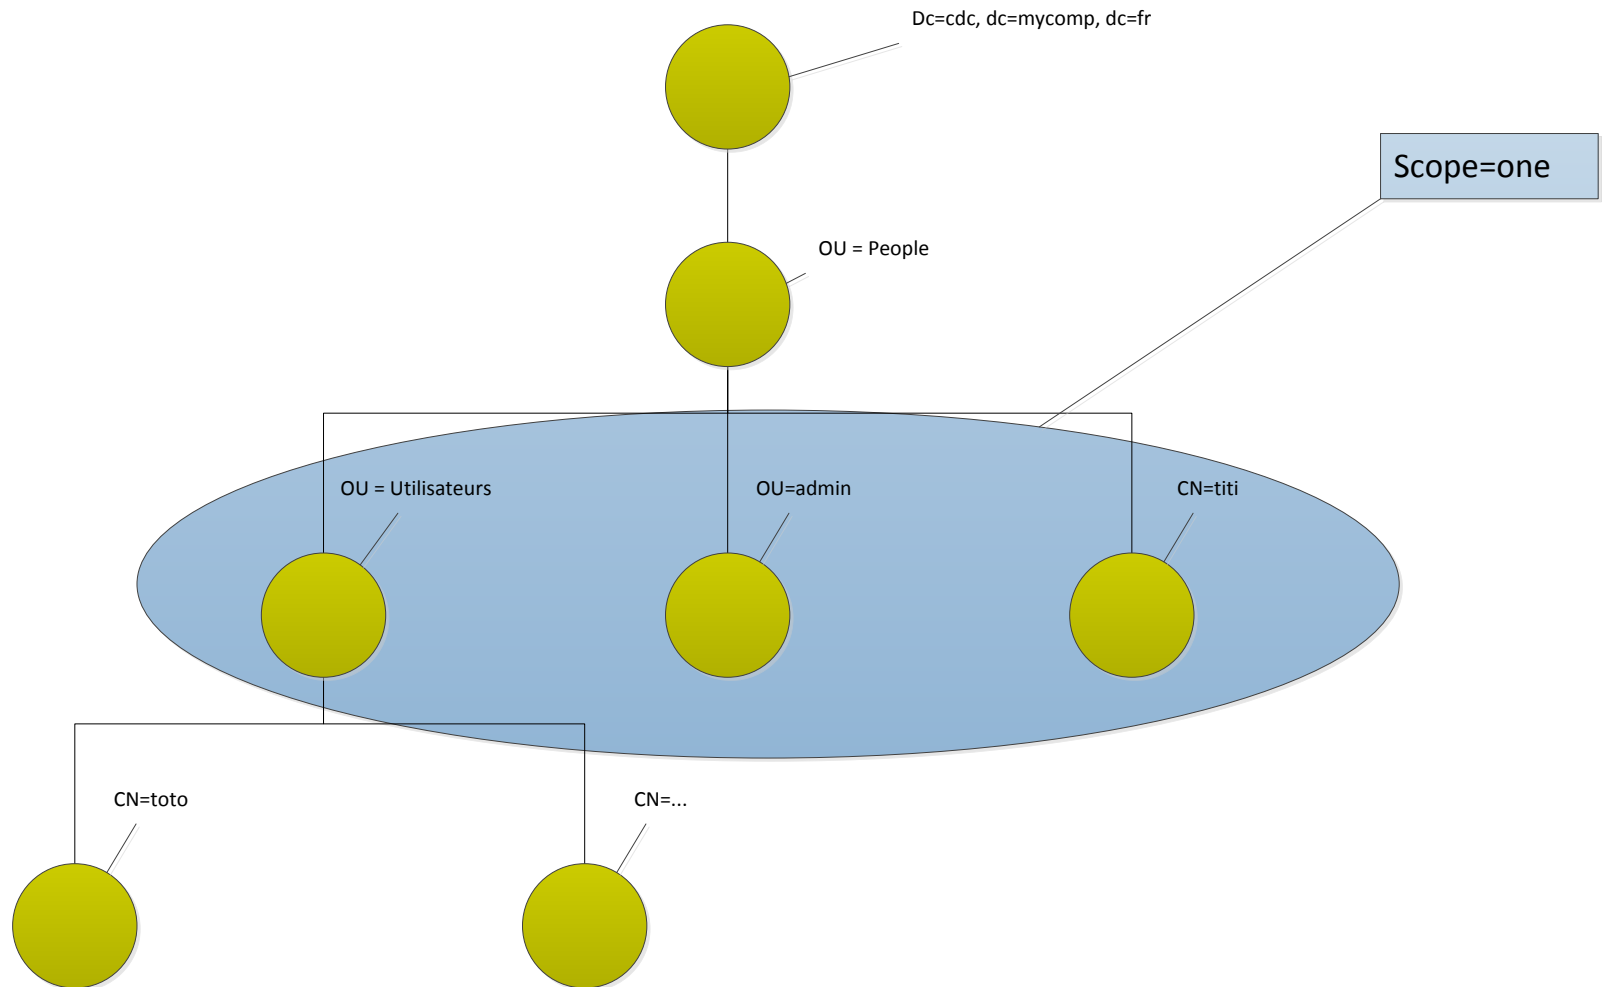 Dc=cdc, dc=mycomp, dc=fr
Scope=one
OU = People
OU = Utilisateurs
OU=admin
CN=titi
CN=toto
CN=...